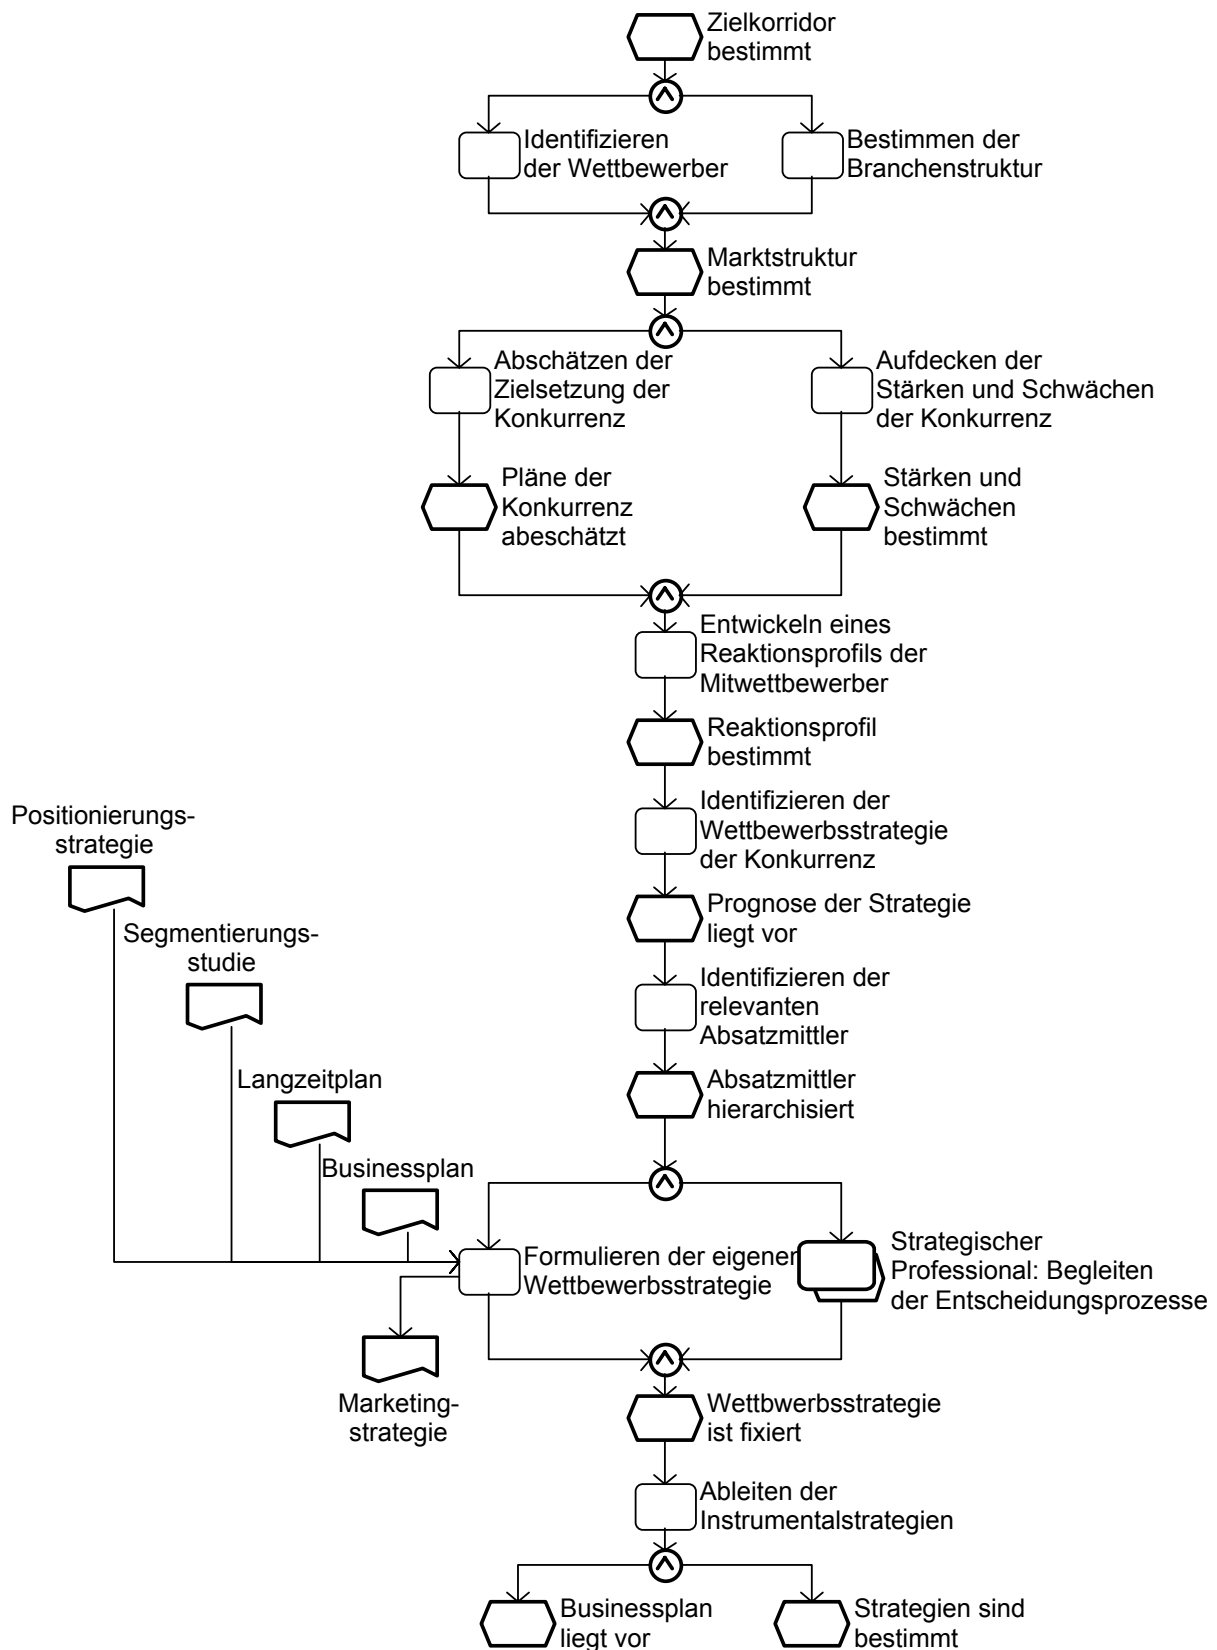 Zielkorridor
bestimmt
Identifizieren
der Wettbewerber
Bestimmen der
Branchenstruktur
Marktstruktur
bestimmt
Abschätzen der
Zielsetzung der
Konkurrenz
Aufdecken der
Stärken und Schwächen
der Konkurrenz
Pläne der
Konkurrenz
abeschätzt
Stärken und
Schwächen
bestimmt
Entwickeln eines
Reaktionsprofils der
Mitwettbewerber
Reaktionsprofil
bestimmt
Identifizieren der
Wettbewerbsstrategie
der Konkurrenz
Positionierungs-
strategie
Prognose der Strategie
liegt vor
Segmentierungs-
studie
Identifizieren der
relevanten
Absatzmittler
Langzeitplan
Absatzmittler
hierarchisiert
Businessplan
Formulieren der eigener
Wettbewerbsstrategie
Strategischer
Professional: Begleiten
der Entscheidungsprozesse
Marketing-
strategie
Wettbwerbsstrategie
ist fixiert
Ableiten der
Instrumentalstrategien
Businessplan
liegt vor
Strategien sind
bestimmt